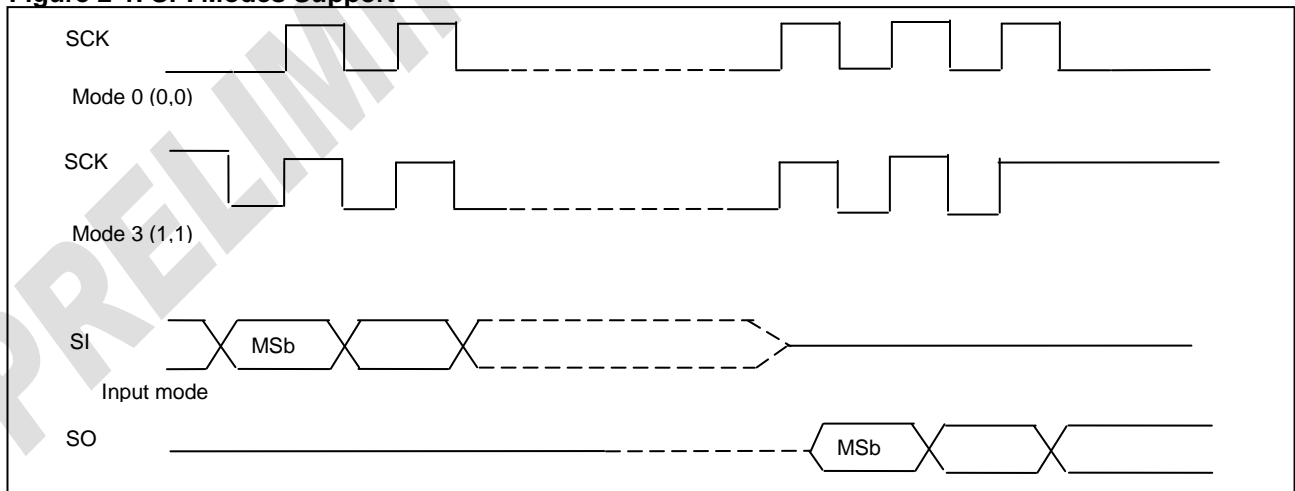 Figure 2-1. SPI Modes Support
SCK
Mode 0 (0,0)
SCK
Mode 3 (1,1)
SI
MSb
Input mode
SO
MSb
PRELIMI